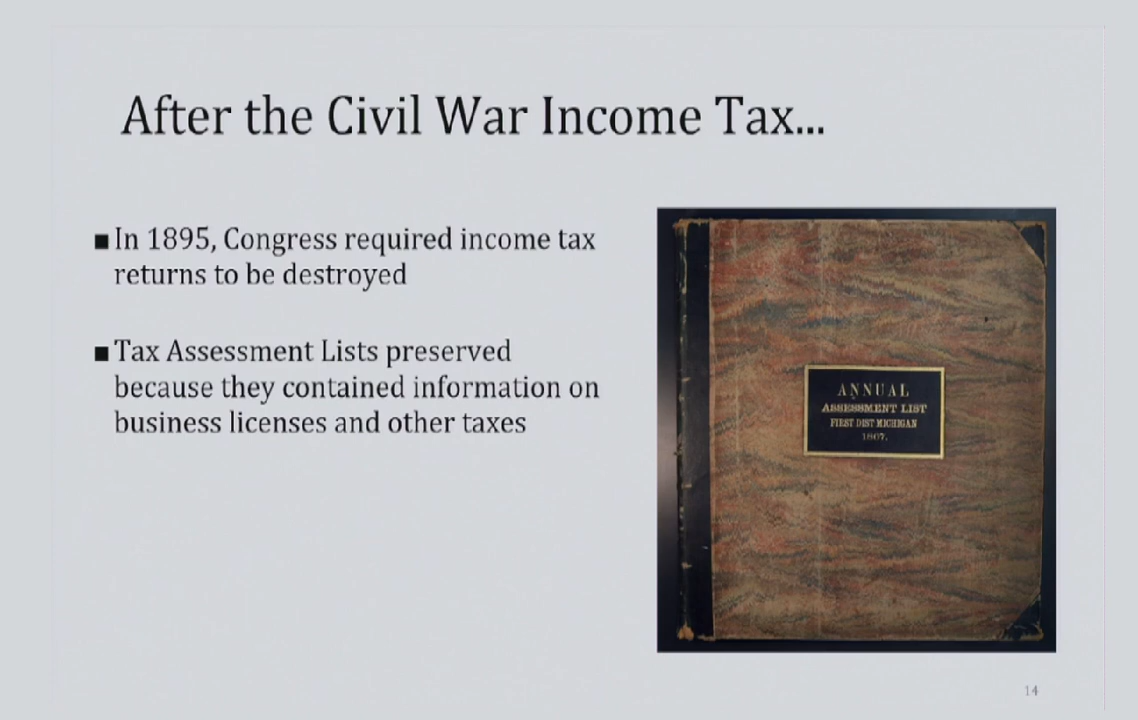 After the Civil War Income Tax...
■ In 1895, Congress required income tax
returns to be destroyed
■ Tax Assessment Lists preserved
because they contained information on
business licenses and other taxes
ANNUAL
ASSESSMENT LIST
FIRST DIST MICHIGAN
1867.
14